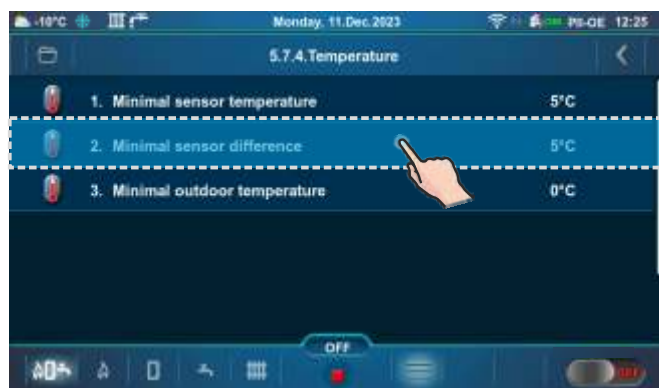 -10°C Monday, 11.Dec.2023 PS-OE 12:25
5.7.4.Temperature
1. Minimal sensor temperature 5°C
2. Minimal sensor difference 5°C
3. Minimal outdoor temperature 0°C
OFF
OFF